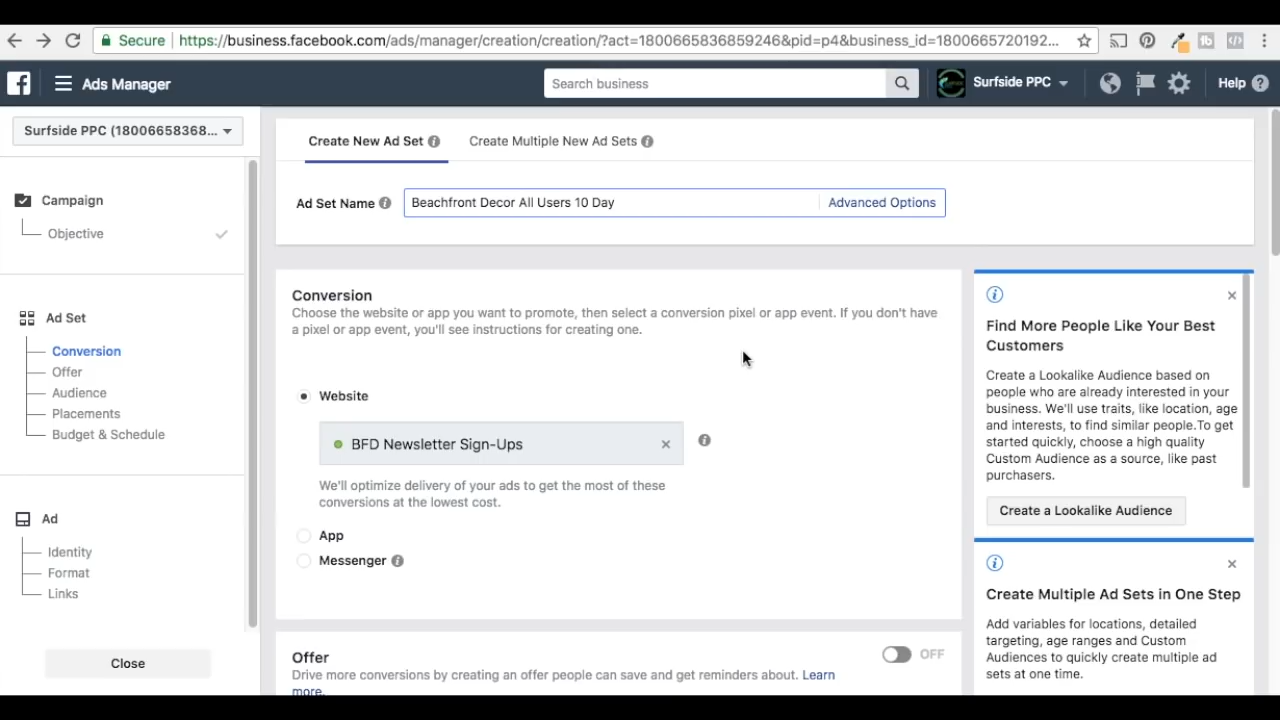 Secure https://business.facebook.com/ads/manager/creation/creation/?act=1800665836859246&pid=p4&business_id=1800665720192...
Ads Manager
Search business
Surfside PPC
Help
Surfside PPC (18006658368...
Campaign
Objective
Ad Set
Conversion
Offer
Audience
Placements
Budget & Schedule
Ad
Identity
Format
Links
Close
Create New Ad Set
Create Multiple New Ad Sets
Ad Set Name
Beachfront Decor All Users 10 Day
Advanced Options
Conversion
Choose the website or app you want to promote, then select a conversion pixel or app event. If you don't have
a pixel or app event, you'll see instructions for creating one.
Website
BFD Newsletter Sign-Ups
We'll optimize delivery of your ads to get the most of these
conversions at the lowest cost.
App
Messenger
Offer
OFF
Drive more conversions by creating an offer people can save and get reminders about. Learn
more.
Find More People Like Your Best
Customers
Create a Lookalike Audience based on
people who are already interested in your
business. We'll use traits, like location, age
and interests, to find similar people.To get
started quickly, choose a high quality
Custom Audience as a source, like past
purchasers.
Create a Lookalike Audience
Create Multiple Ad Sets in One Step
Add variables for locations, detailed
targeting, age ranges and Custom
Audiences to quickly create multiple ad
sets at one time.